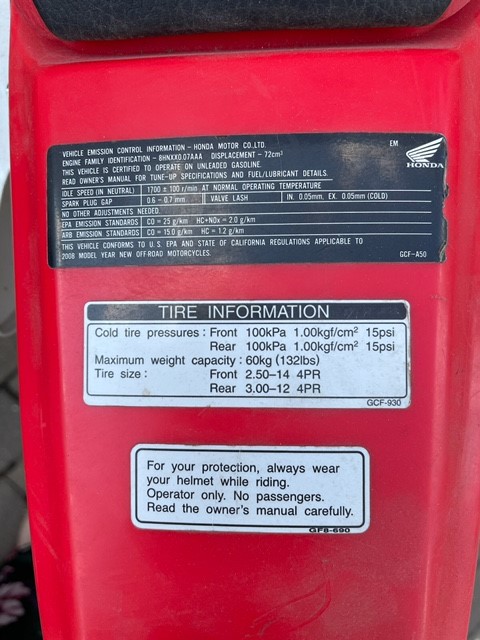 VEHICLE EMISSION CONTROL INFORMATION - HONDA MOTOR CO.LTD. EM
ENGINE FAMILY IDENTIFICATION - 8HNXX0.07AAA DISPLACEMENT - 72cm³
THIS VEHICLE IS CERTIFIED TO OPERATE ON UNLEADED GASOLINE.
READ OWNER'S MANUAL FOR TUNE-UP SPECIFICATIONS AND FUEL/LUBRICANT DETAILS.
HONDA
IDLE SPEED (IN NEUTRAL) 1700 ± 100 r/min AT NORMAL OPERATING TEMPERATURE
SPARK PLUG GAP 0.6 - 0.7 mm VALVE LASH IN. 0.05mm, EX. 0.05mm (COLD)
NO OTHER ADJUSTMENTS NEEDED.
EPA EMISSION STANDARDS CO = 25 g/km HC+NOx = 2.0 g/km
ARB EMISSION STANDARDS CO = 15.0 g/km HC = 1.2 g/km
THIS VEHICLE CONFORMS TO U.S. EPA AND STATE OF CALIFORNIA REGULATIONS APPLICABLE TO
2008 MODEL YEAR NEW OFF-ROAD MOTORCYCLES. GCF-A50
TIRE INFORMATION
Cold tire pressures : Front 100kPa 1.00kgf/cm² 15psi
Rear 100kPa 1.00kgf/cm² 15psi
Maximum weight capacity : 60kg (132lbs)
Tire size : Front 2.50-14 4PR
Rear 3.00-12 4PR
GCF-930
For your protection, always wear
your helmet while riding.
Operator only. No passengers.
Read the owner's manual carefully.
GF8-690